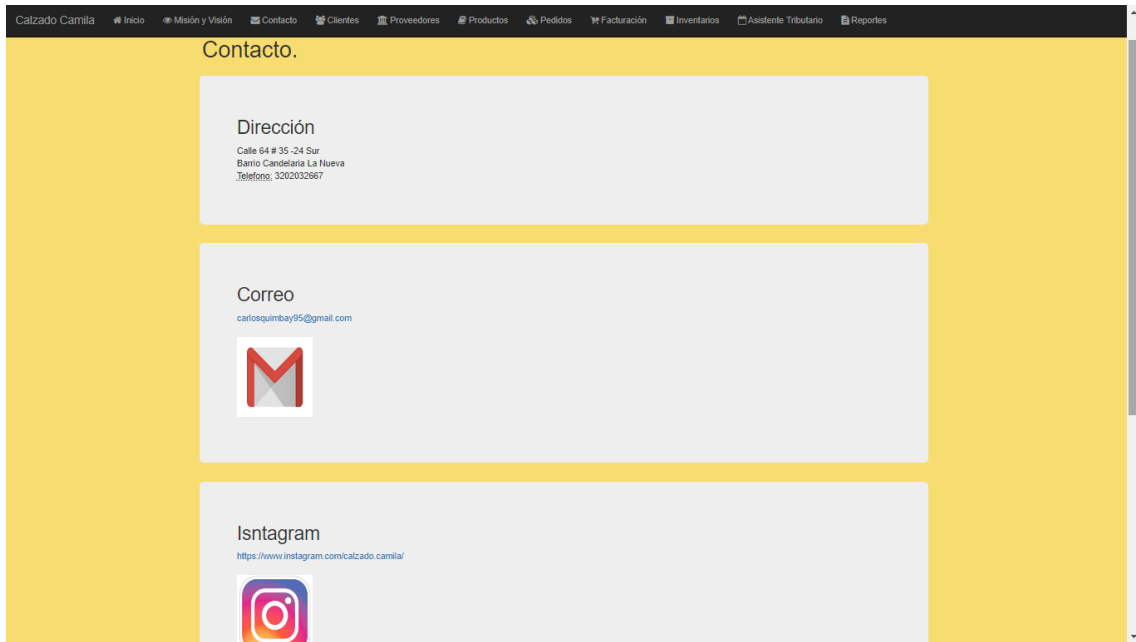 Calzado Camila Inicio Misión y Visión Contacto Clientes Proveedores Productos Pedidos Facturación Inventarios Asistente Tributario Reportes
Contacto.
Dirección
Calle 64 # 35 -24 Sur
Barrio Candelaria La Nueva
Telefono: 3202032667
Correo
carlosquimbay95@gmail.com
Isntagram
https://www.instagram.com/calzado.camila/